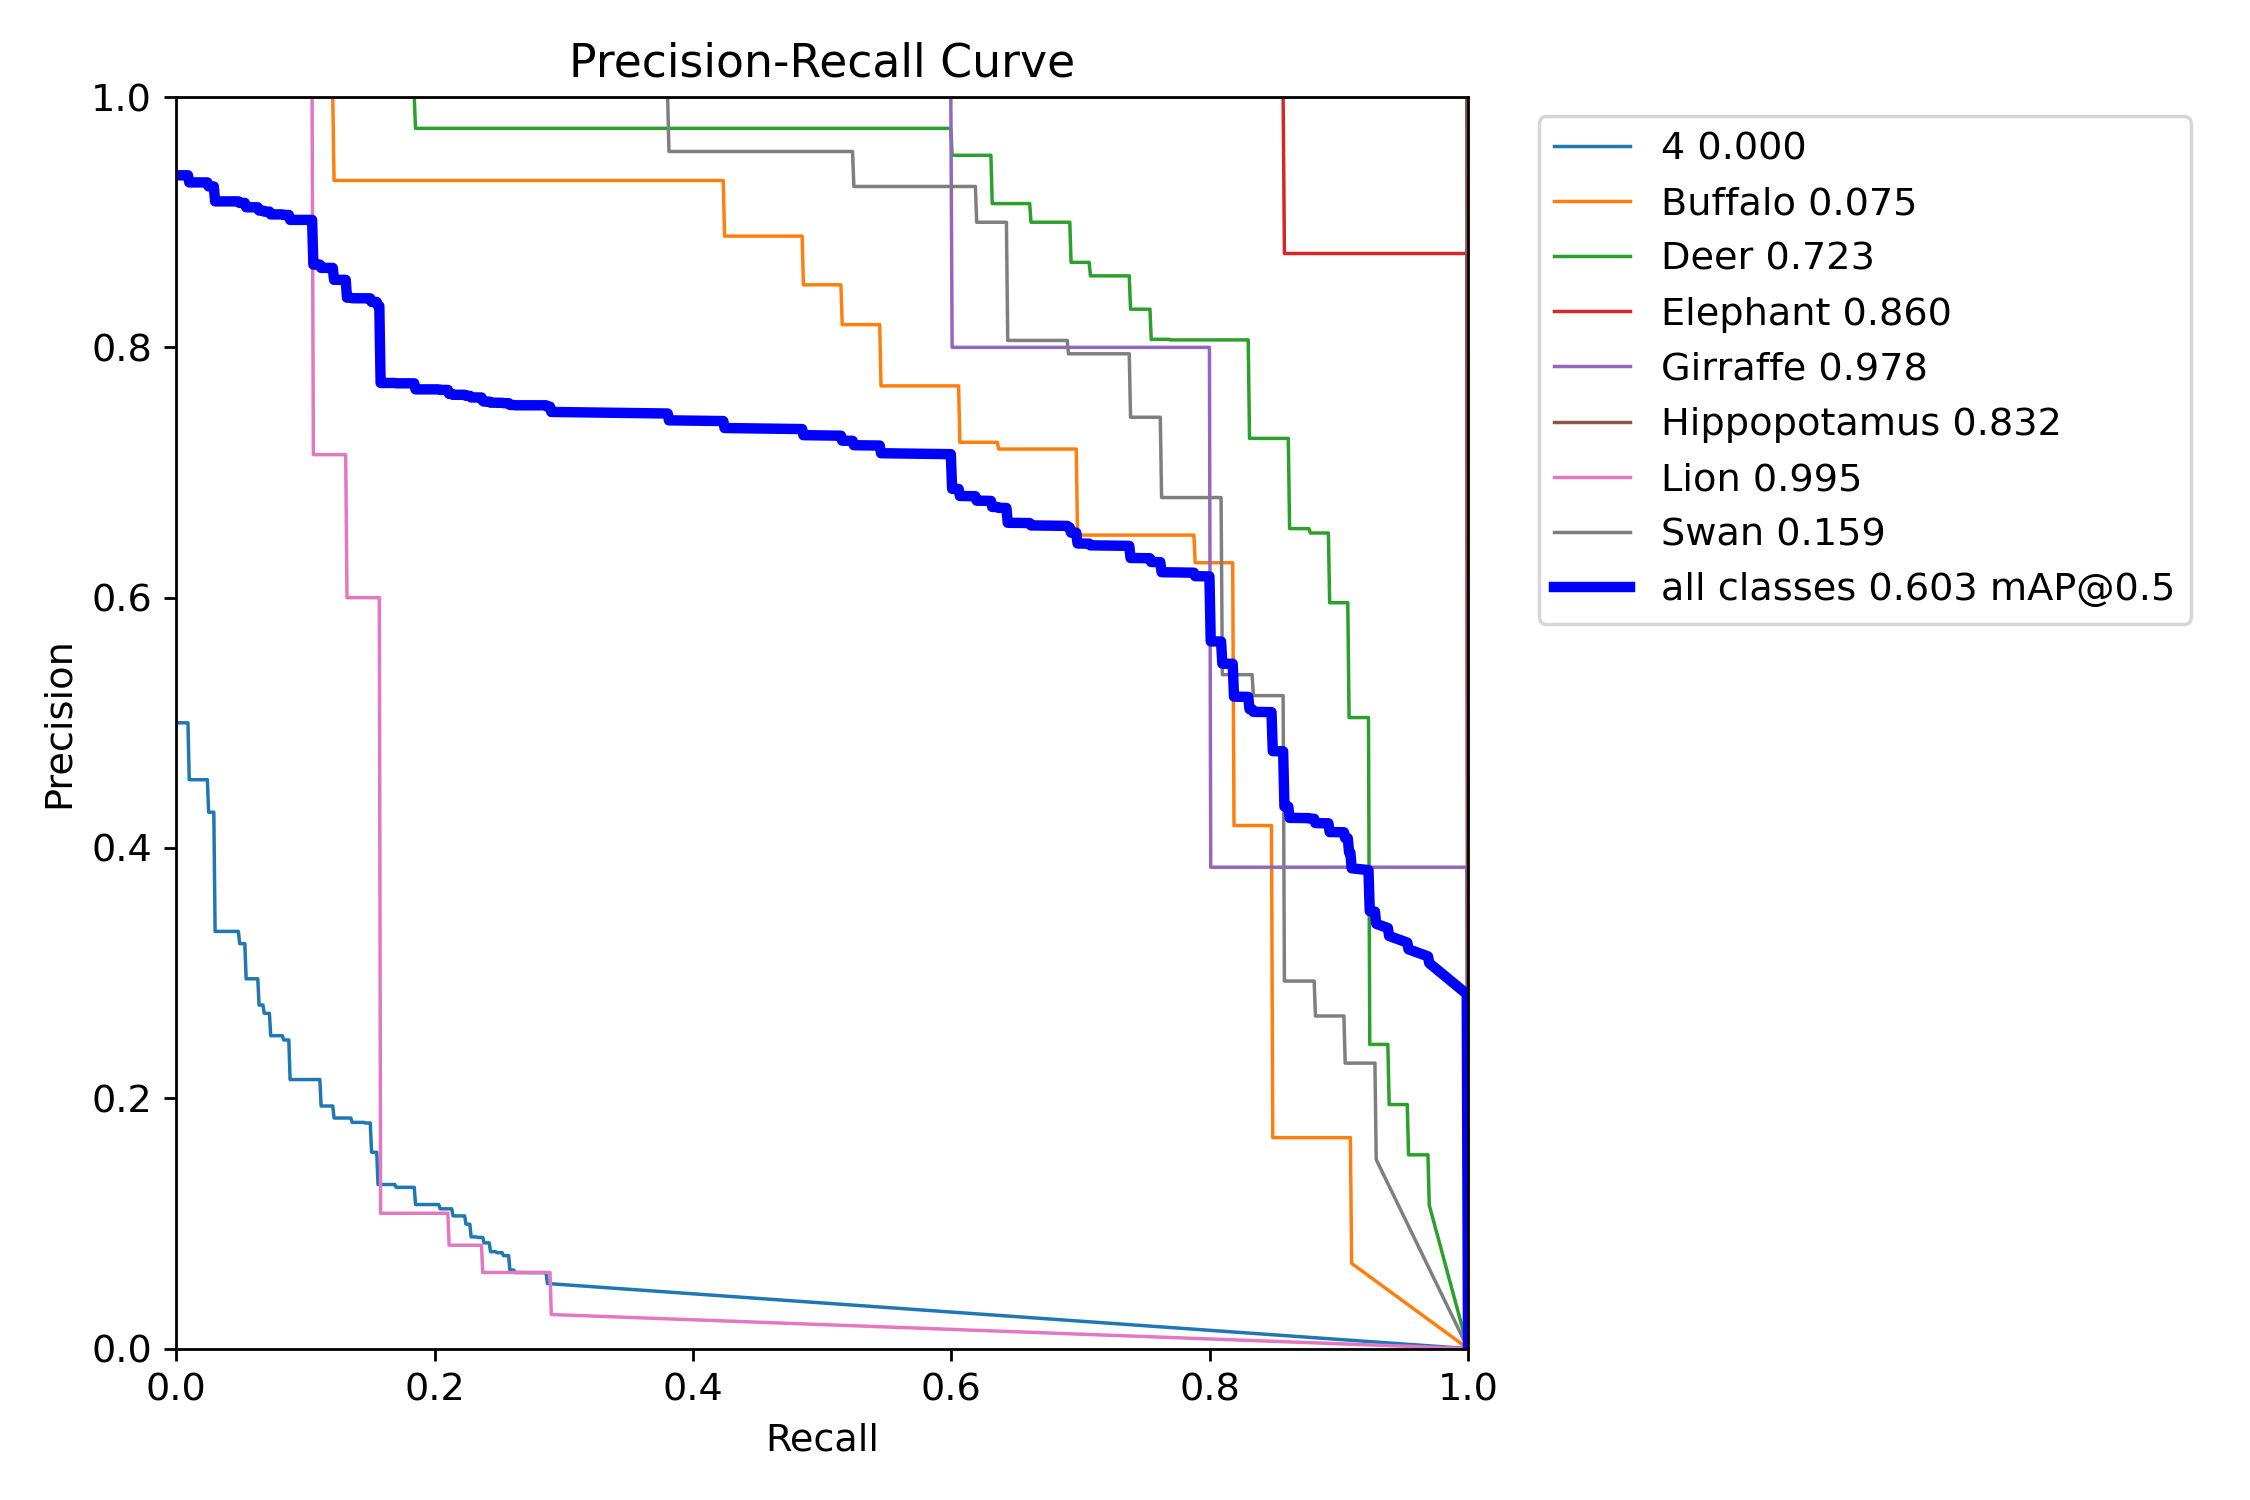 Precision-Recall Curve
1.0
0.8
0.6
0.4
0.2
0.0
Precision
0.0 0.2 0.4 0.6 0.8 1.0
Recall
4 0.000
Buffalo 0.075
Deer 0.723
Elephant 0.860
Girraffe 0.978
Hippopotamus 0.832
Lion 0.995
Swan 0.159
all classes 0.603 mAP@0.5